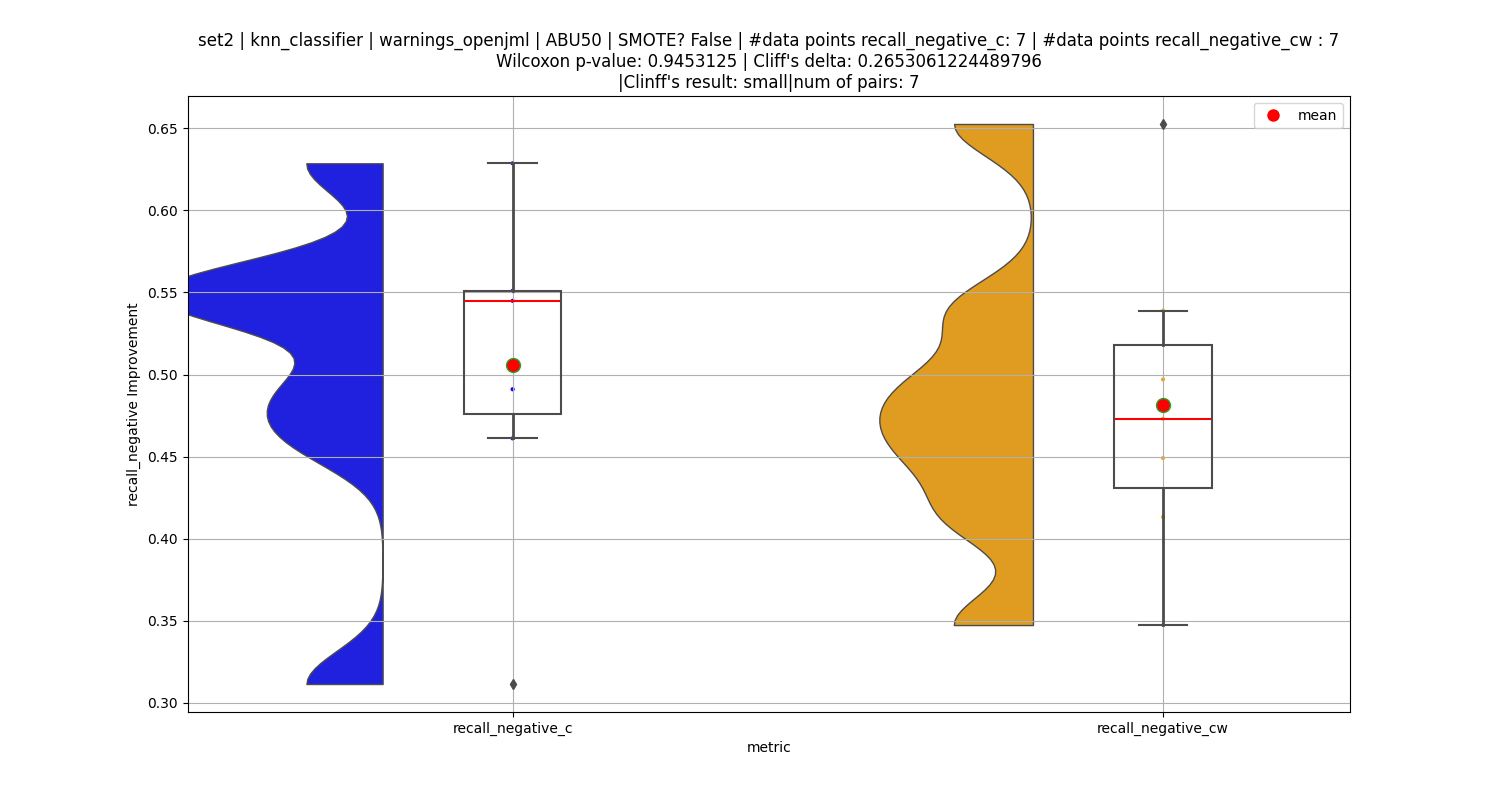 set2 | knn_classifier | warnings_openjml | ABU50 | SMOTE? False | #data points recall_negative_c: 7 | #data points recall_negative_cw : 7
Wilcoxon p-value: 0.9453125 | Cliff's delta: 0.2653061224489796
|Clinff's result: small|num of pairs: 7
mean
0.65
0.60
0.55
0.50
0.45
0.40
0.35
0.30
recall_negative Improvement
recall_negative_c
recall_negative_cw
metric